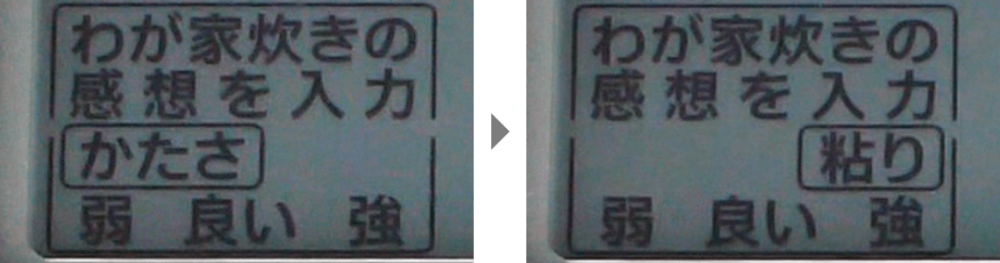 わが家炊きの
感想を入力
かたさ
弱 良い 強
わが家炊きの
感想を入力
粘り
弱 良い 強